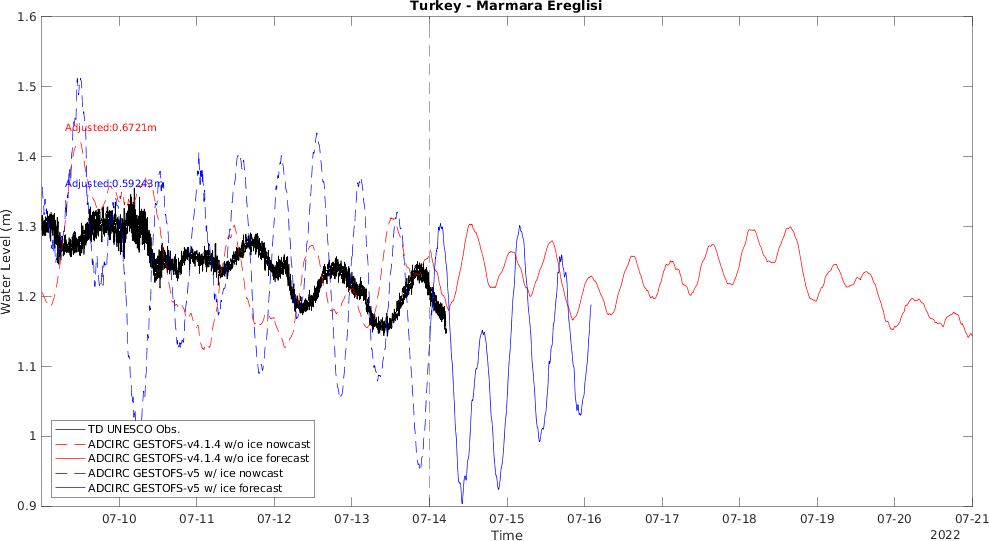 Turkey - Marmara Ereglisi
1.6
1.5
1.4
1.3
1.2
1.1
1
0.9
Water Level (m)
Adjusted:0.6721m
Adjusted:0.59243m
TD UNESCO Obs.
ADCIRC GESTOFS-v4.1.4 w/o ice nowcast
ADCIRC GESTOFS-v4.1.4 w/o ice forecast
ADCIRC GESTOFS-v5 w/ ice nowcast
ADCIRC GESTOFS-v5 w/ ice forecast
07-10 07-11 07-12 07-13 07-14 07-15 07-16 07-17 07-18 07-19 07-20 07-21
Time
2022